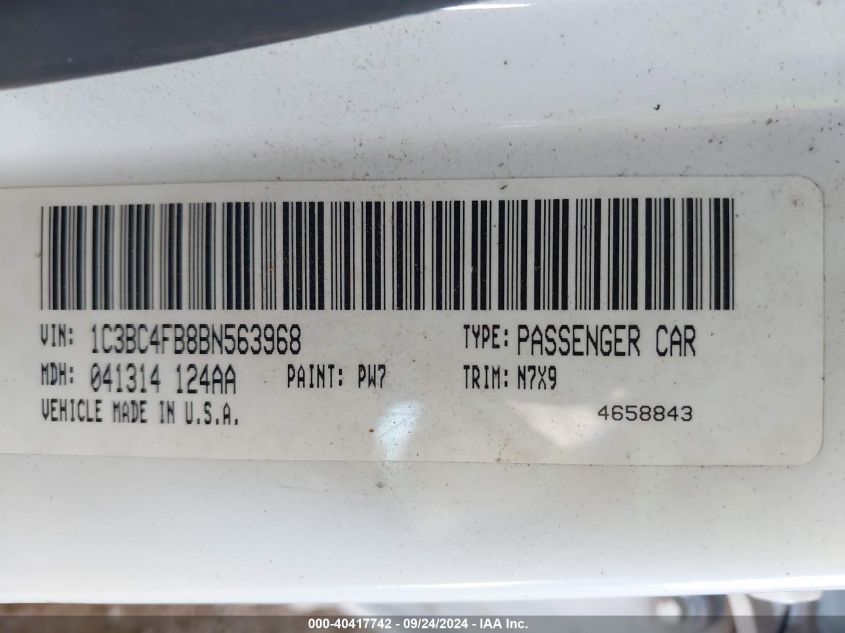 VIN: 1C3BC4FB8BN563968 TYPE: PASSENGER CAR
MDH: 041314 124AA PAINT: PW7 TRIM: N7X9
VEHICLE MADE IN U.S.A. 4658843
000-40417742 - 09/24/2024 - IAA Inc.